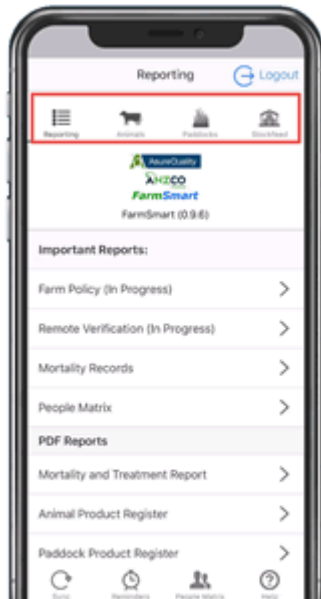 Reporting
Logout
Reporting Animals Paddocks Stockfeed
AsureQuality
ANZCO
FarmSmart
FarmSmart (0.9.6)
Important Reports:
Farm Policy (In Progress)
Remote Verification (In Progress)
Mortality Records
People Matrix
PDF Reports
Mortality and Treatment Report
Animal Product Register
Paddock Product Register
Sync Reminders People Matrix Help